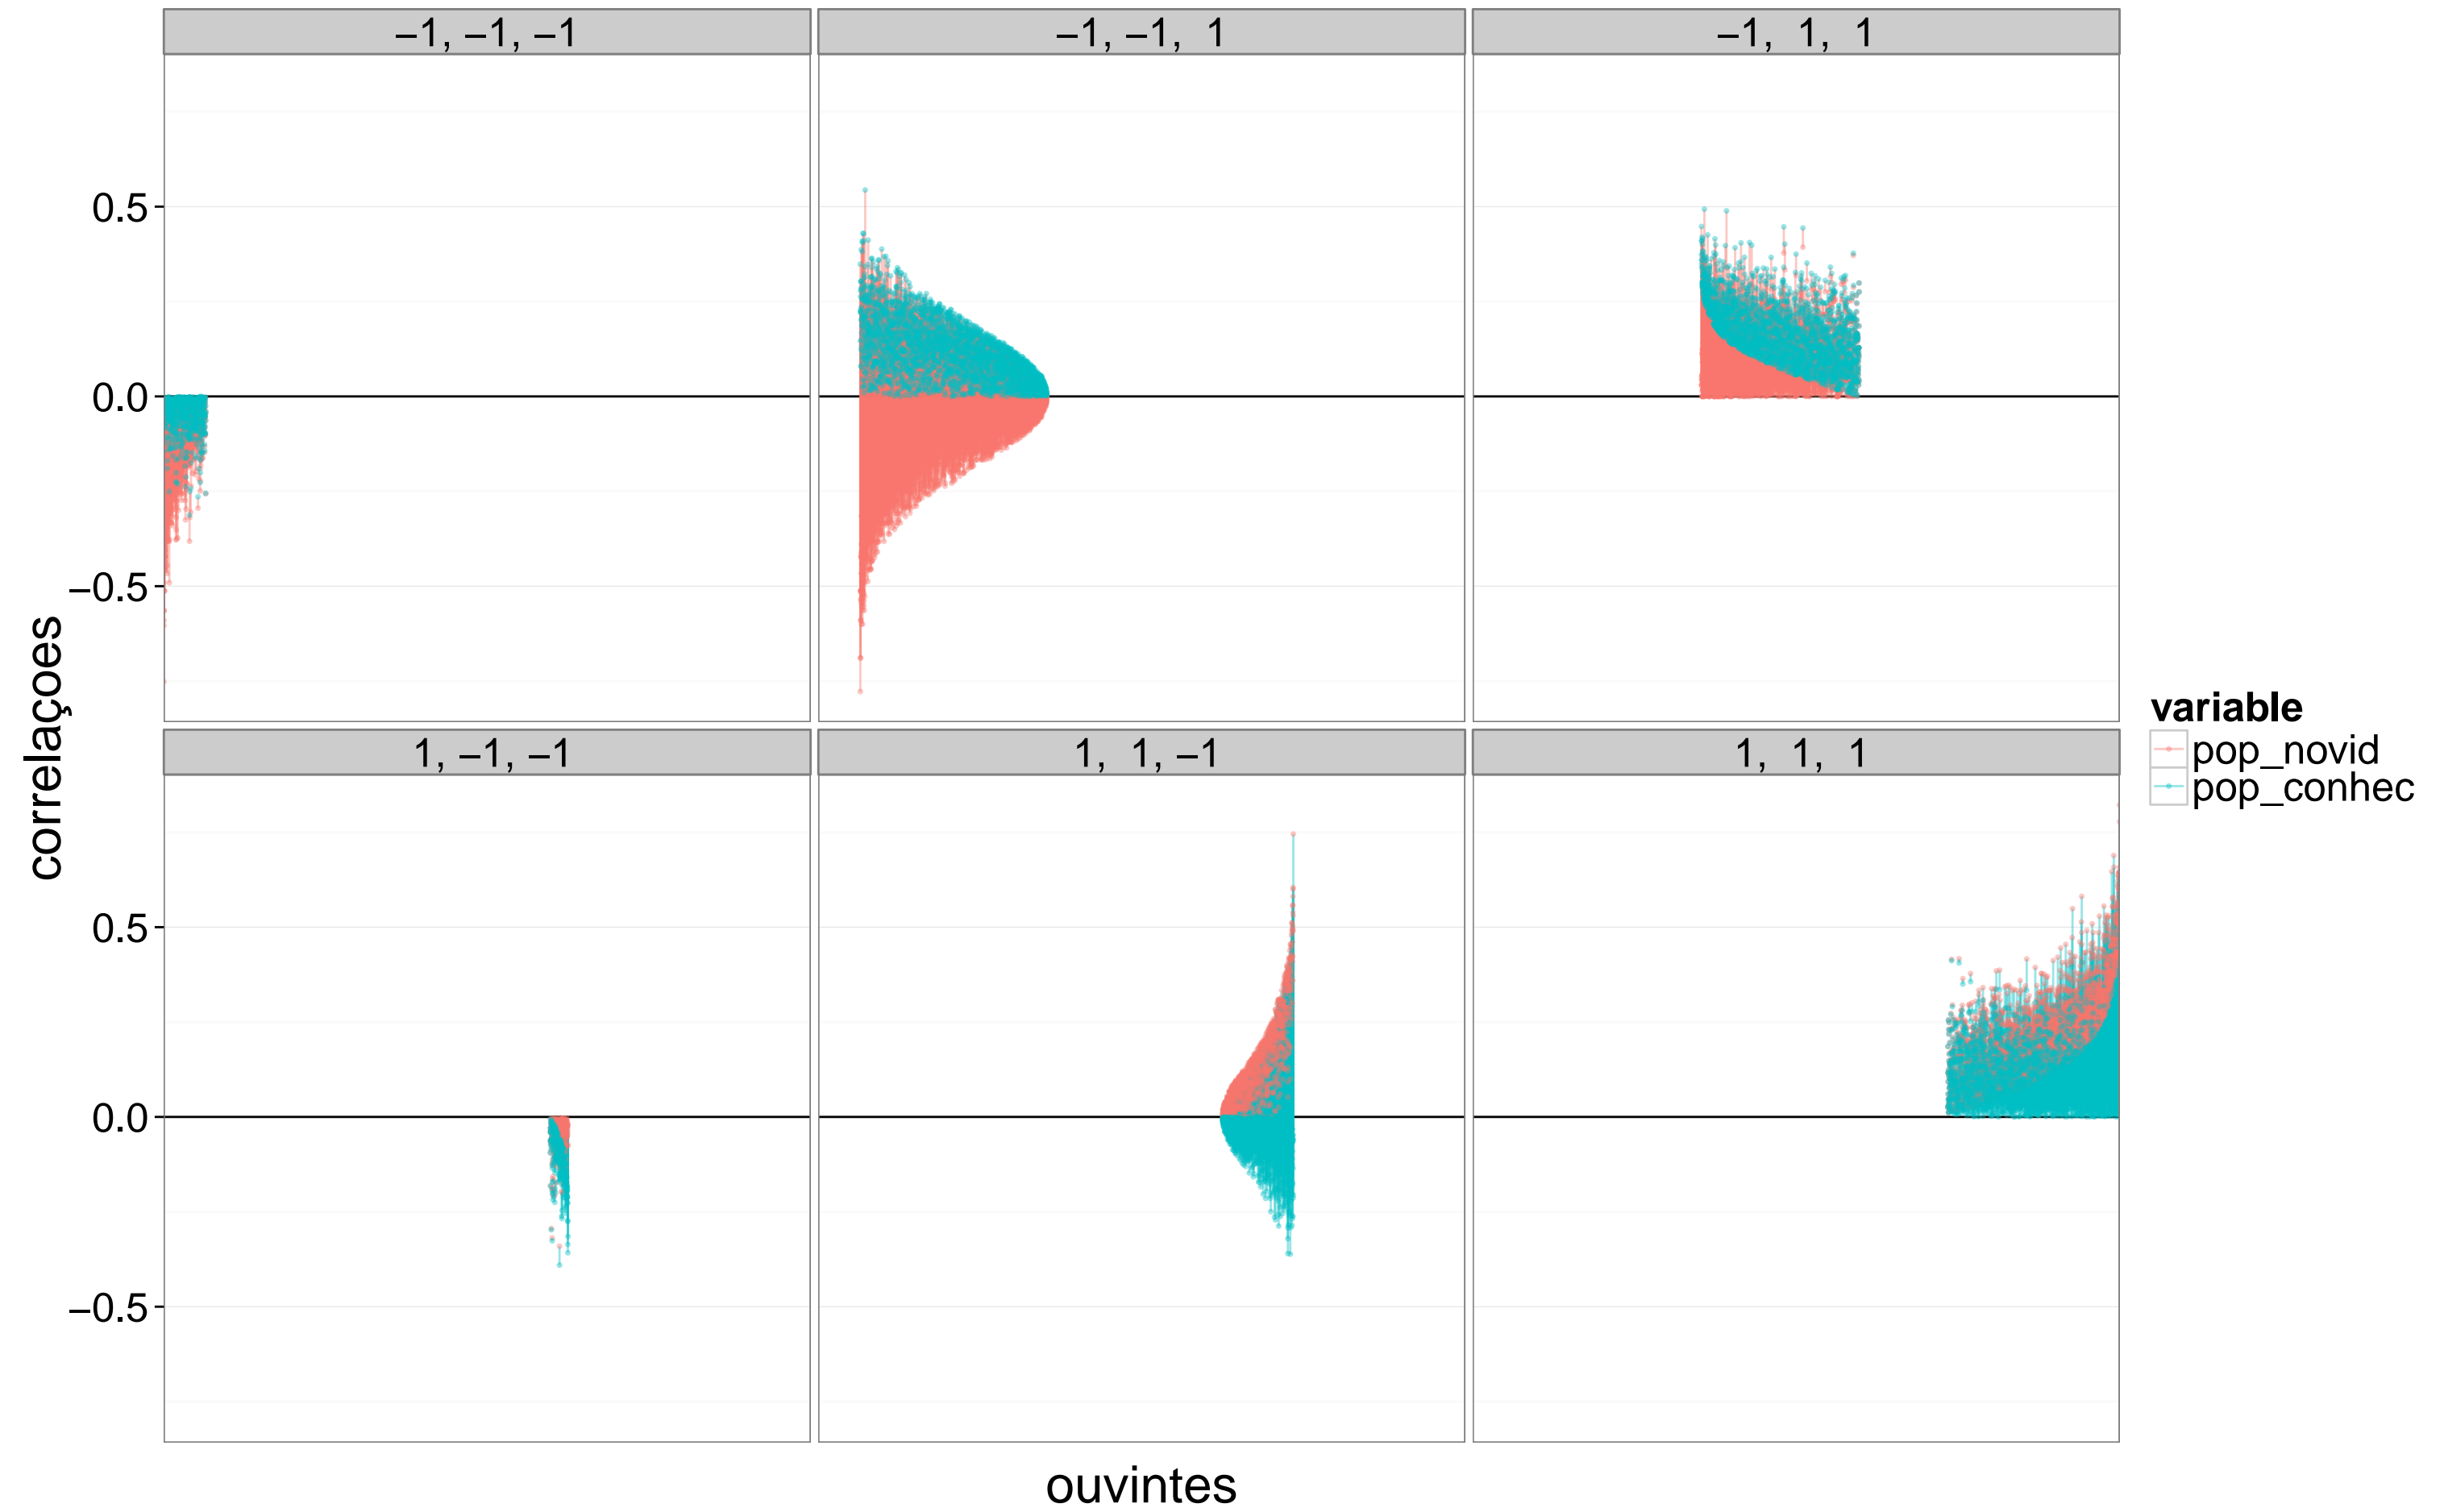 −1, −1, −1
−1, −1,  1
−1,  1,  1
0.5
0.0
−0.5
1, −1, −1
1,  1, −1
1,  1,  1
0.5
0.0
−0.5
correlaçoes
ouvintes
variable
pop_novid
pop_conhec